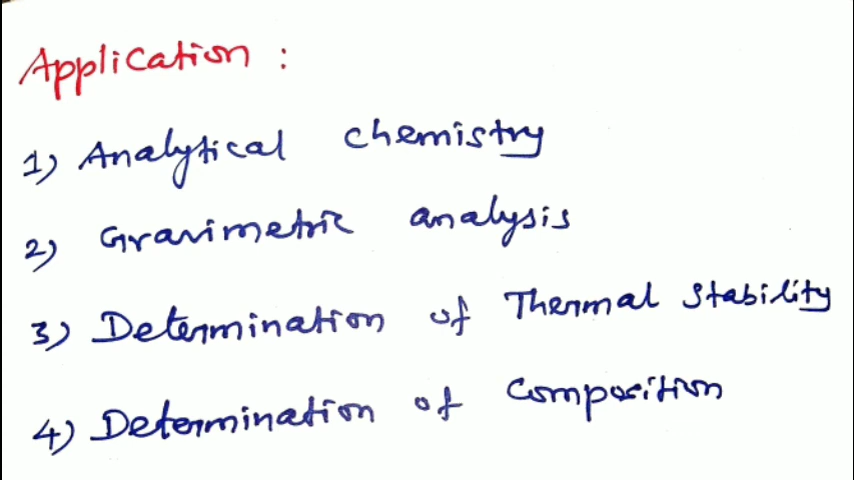 Application :
1) Analytical chemistry
2) Gravimetric analysis
3) Determination of Thermal stability
4) Determination of Composition